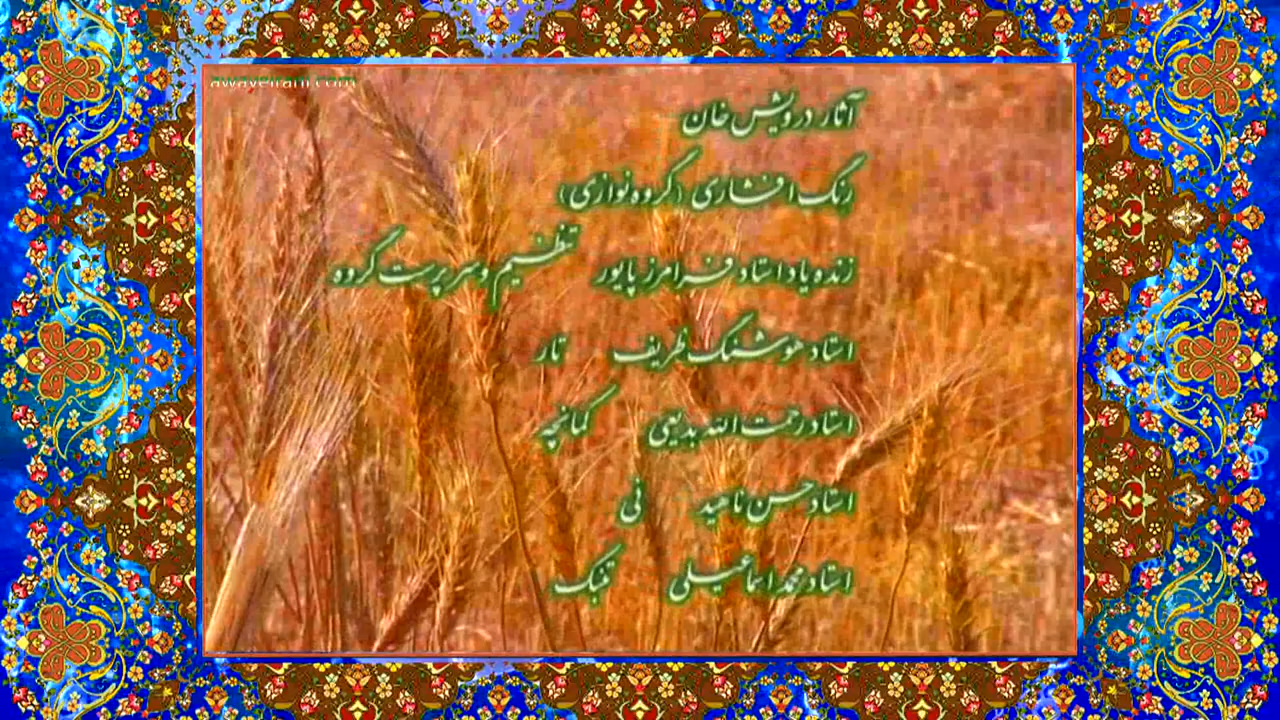 awayeirani.com
آثار درویش خان
رنگ افشاری (گروه نوازی)
زنده یاد استاد فرامرز پایور تنظیم و سرپرست گروه
استاد هوشنگ ظریف تار
استاد رحمت الله بدیعی کمانچه
استاد حسن ناهید نی
استاد محمد اسماعیلی تنبک